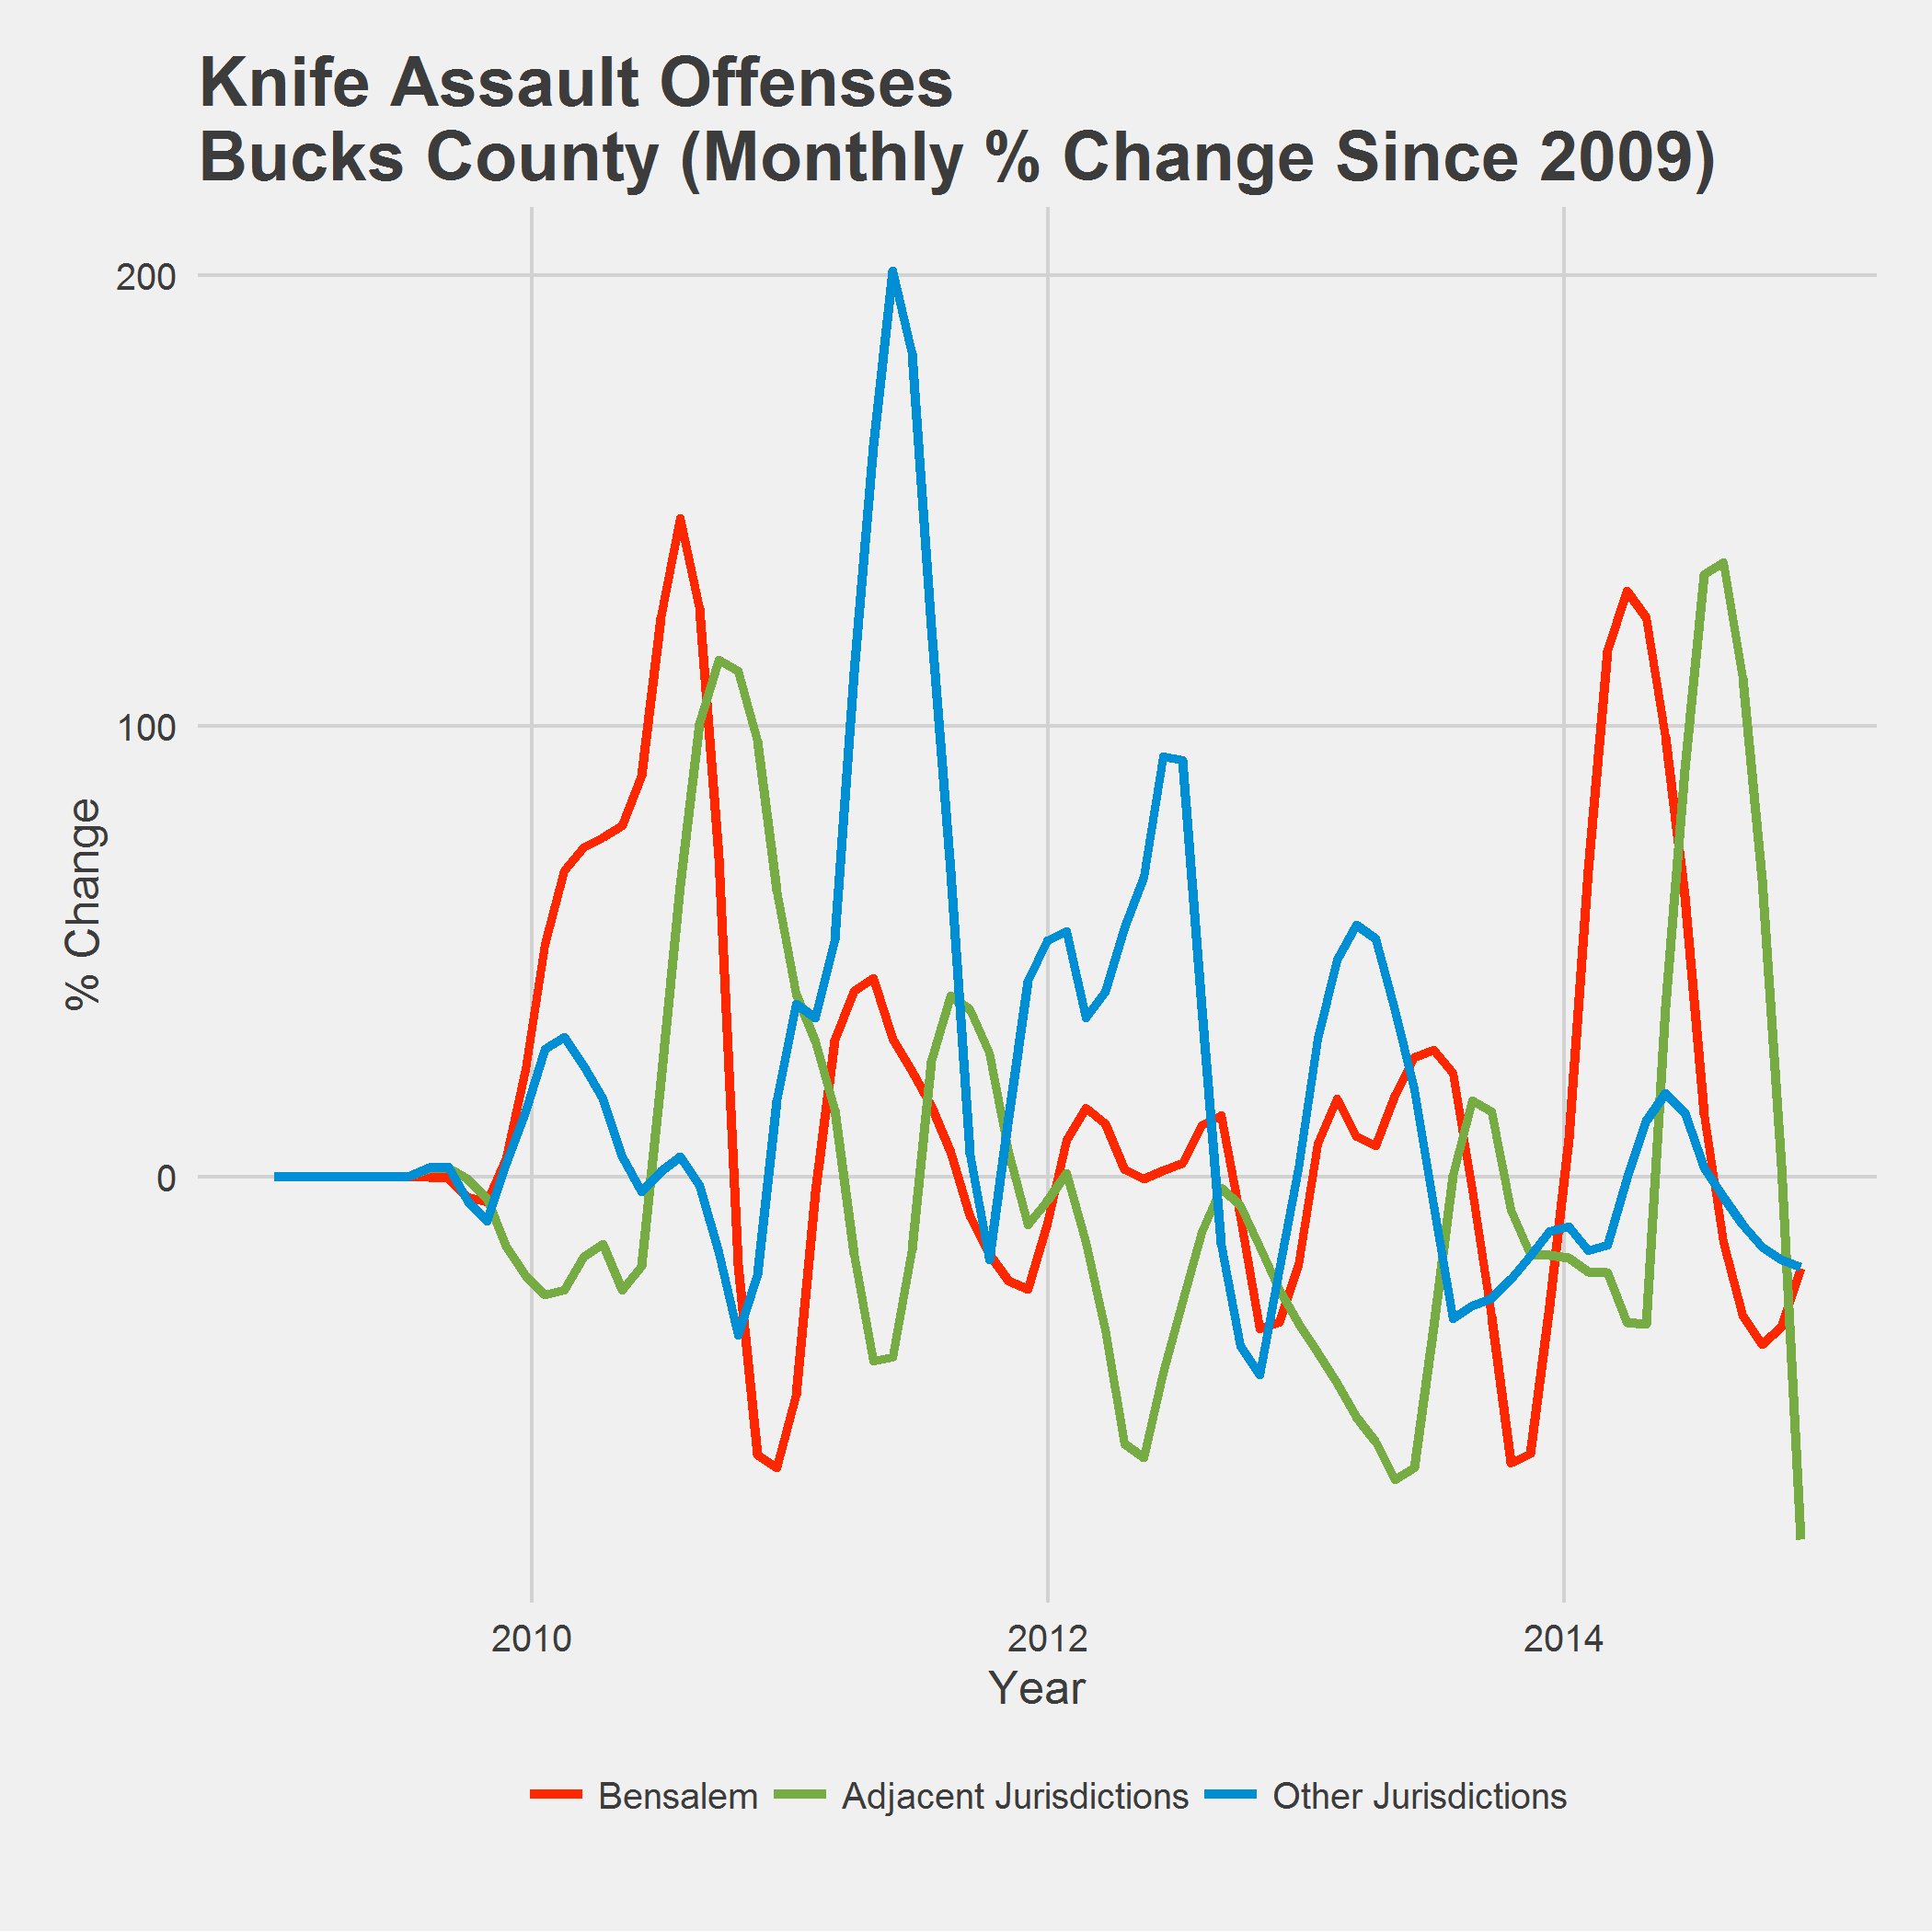 Knife Assault Offenses
Bucks County (Monthly % Change Since 2009)
200
100
0
% Change
2010 2012 2014
Year
Bensalem Adjacent Jurisdictions Other Jurisdictions